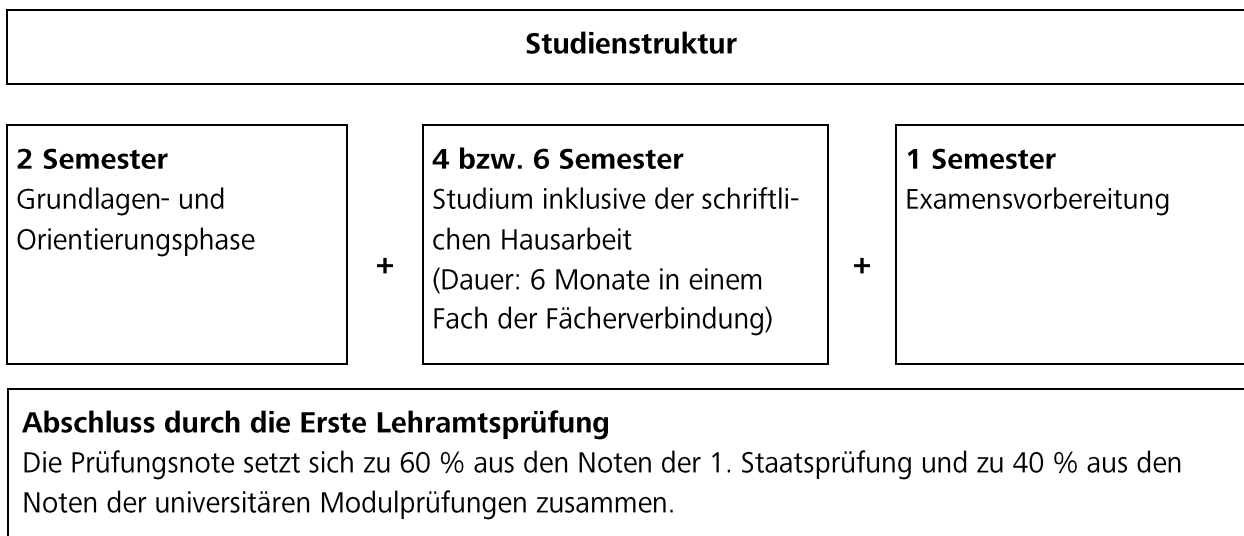 Studienstruktur
2 Semester
Grundlagen- und
Orientierungsphase
+
4 bzw. 6 Semester
Studium inklusive der schriftli-
chen Hausarbeit
(Dauer: 6 Monate in einem
Fach der Fächerverbindung)
+
1 Semester
Examensvorbereitung
Abschluss durch die Erste Lehramtsprüfung
Die Prüfungsnote setzt sich zu 60 % aus den Noten der 1. Staatsprüfung und zu 40 % aus den
Noten der universitären Modulprüfungen zusammen.